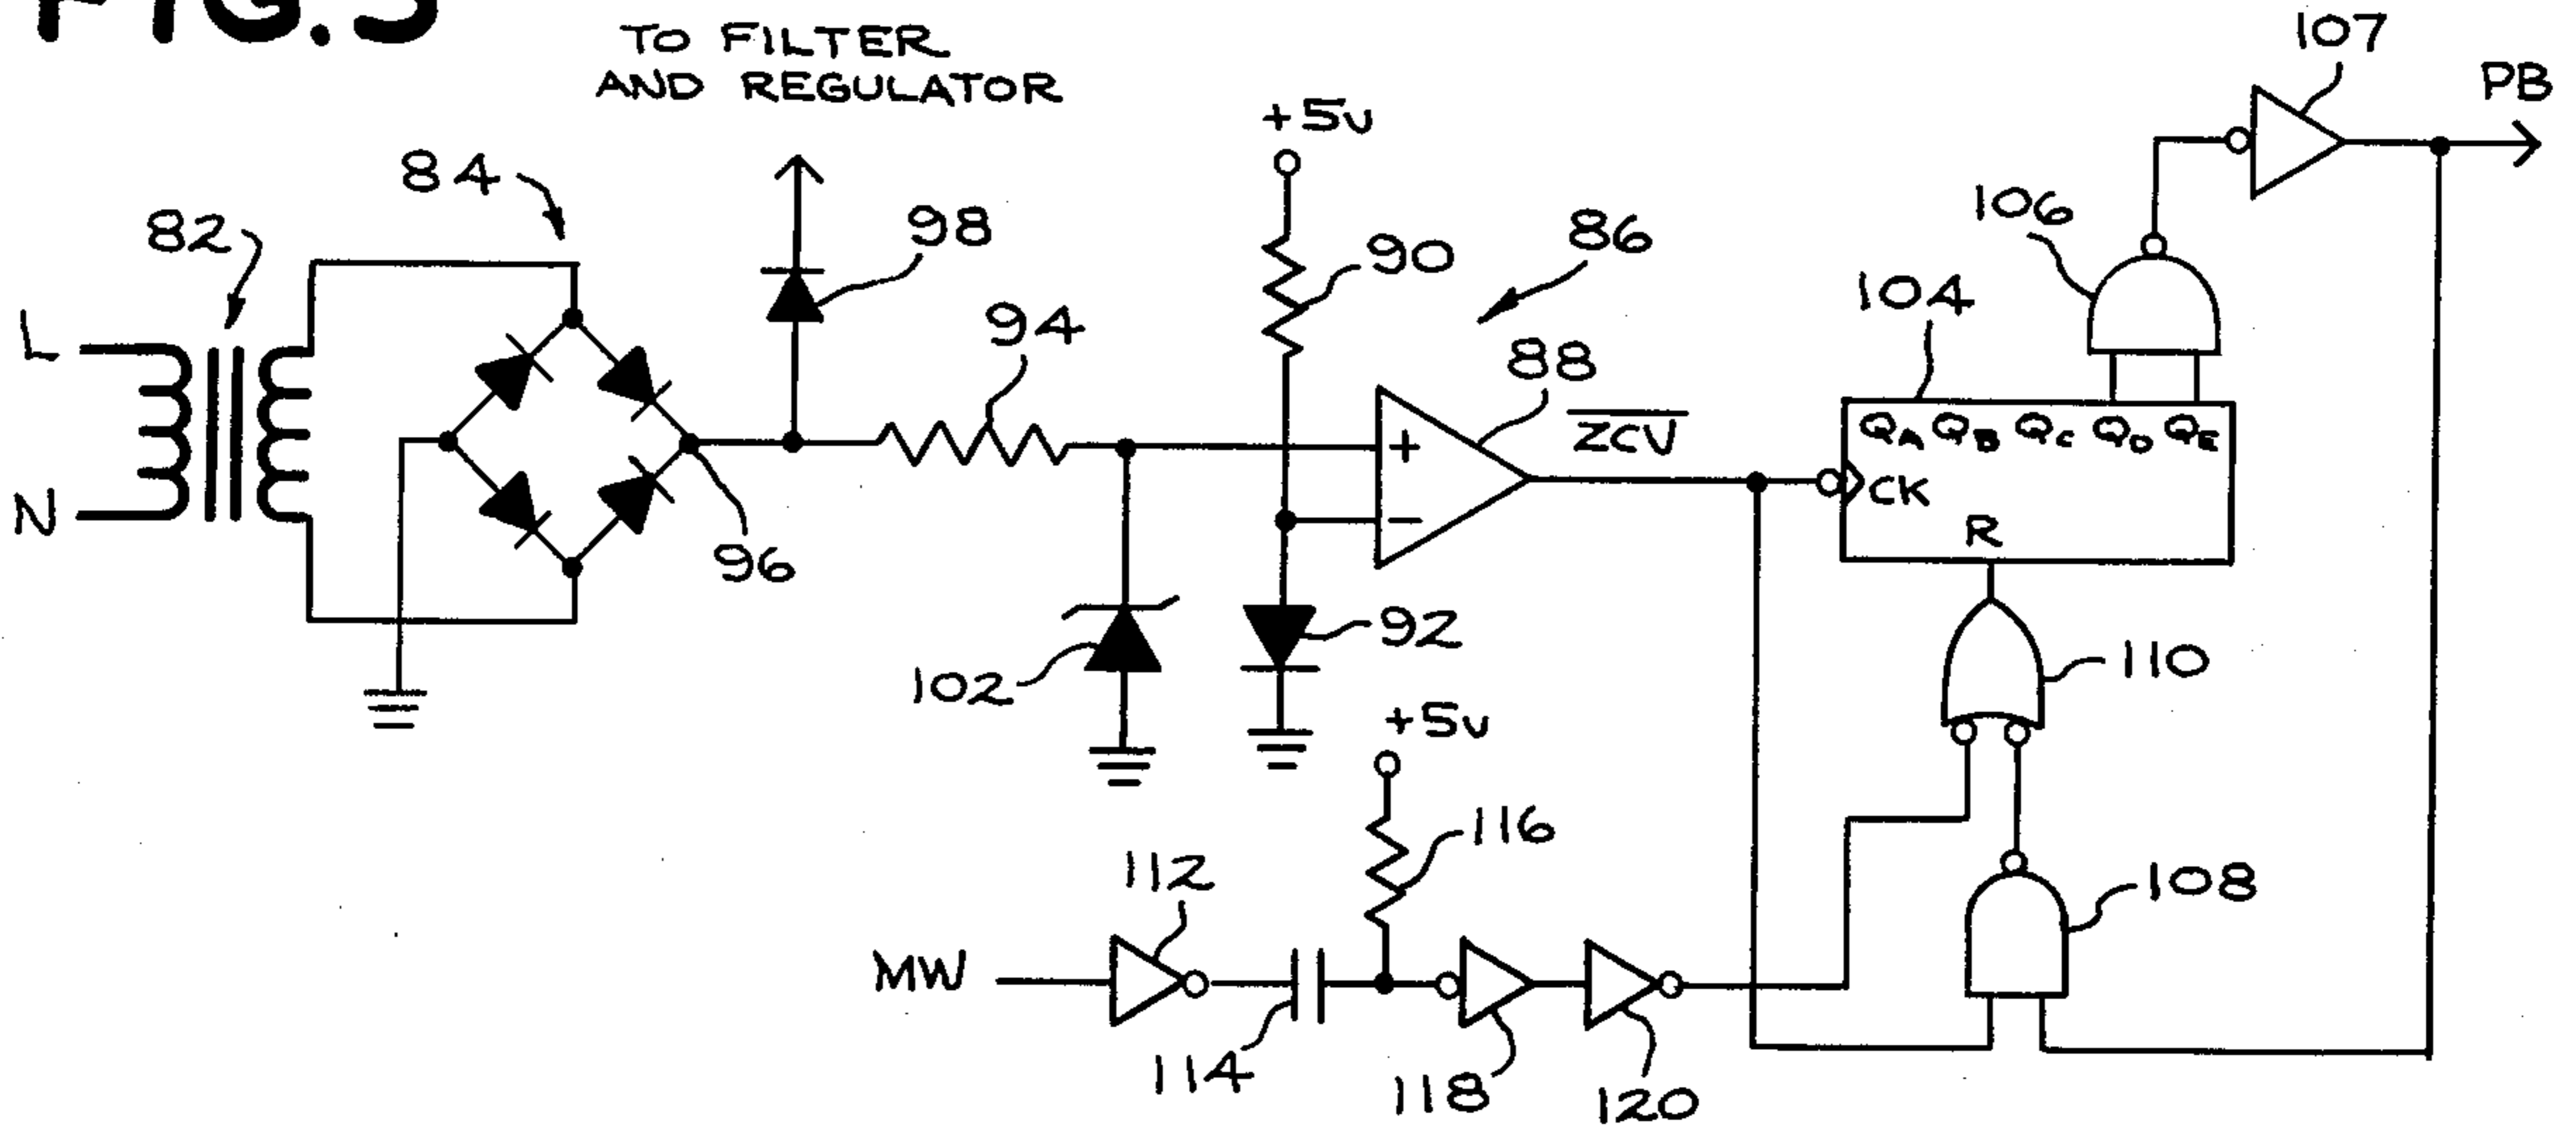 FIG.5
TO FILTER
AND REGULATOR
107
PB
+5v
84
106
82
98
90
86
104
94
L
88
ZCV
QA QB QC QD QE
CK
N
96
R
92
110
102
+5v
116
112
108
MW
114
118
120